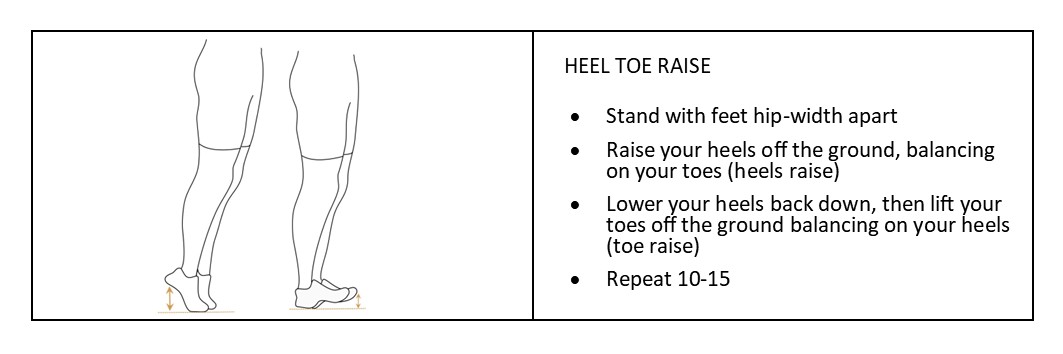 HEEL TOE RAISE
• Stand with feet hip-width apart
• Raise your heels off the ground, balancing
on your toes (heels raise)
• Lower your heels back down, then lift your
toes off the ground balancing on your heels
(toe raise)
• Repeat 10-15